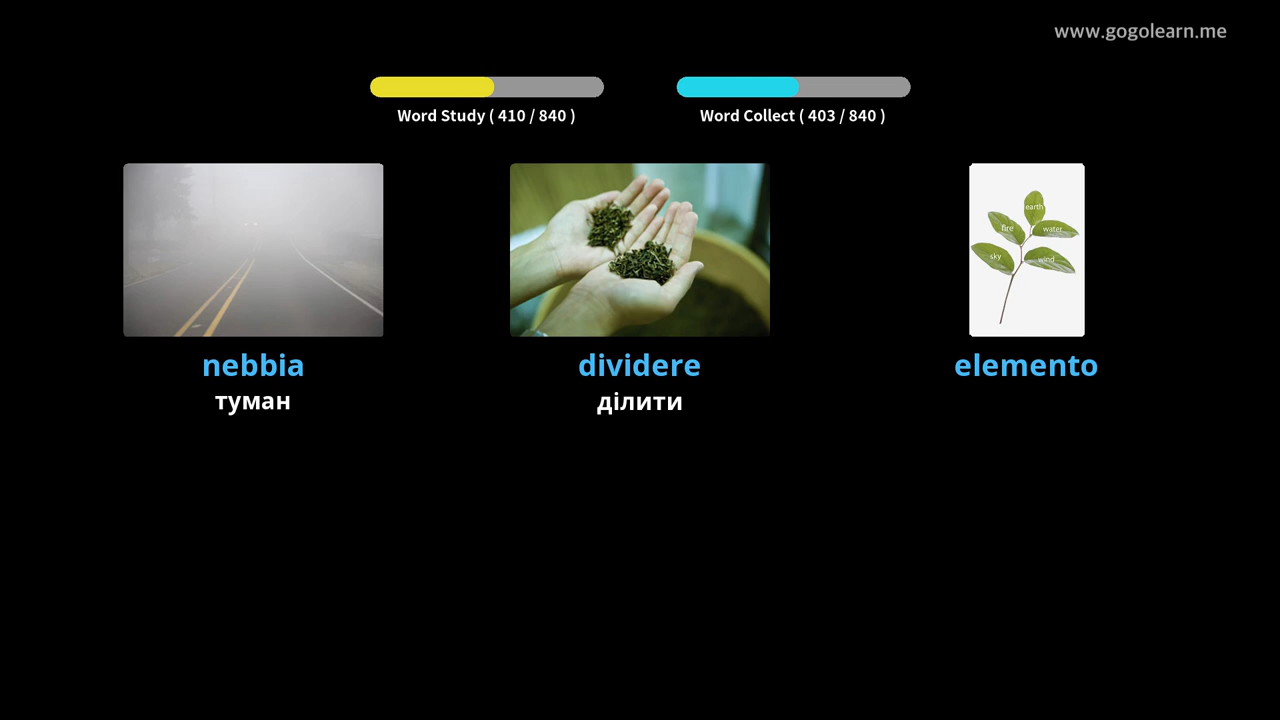 www.gogolearn.me
Word Study ( 410 / 840 )
Word Collect ( 403 / 840 )
earth
fire
water
sky
wind
nebbia
dividere
elemento
туман
ділити